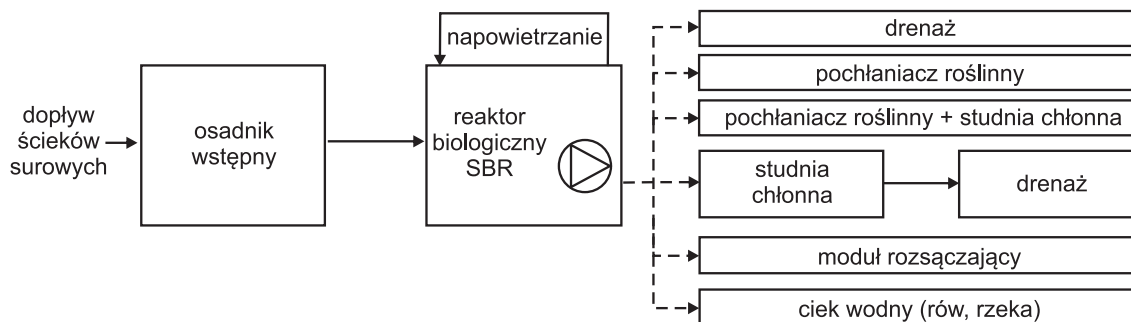 dopływ
ścieków
surowych
osadnik
wstępny
napowietrzanie
reaktor
biologiczny
SBR
drenaż
pochłaniacz roślinny
pochłaniacz roślinny + studnia chłonna
studnia
chłonna
drenaż
moduł rozsączający
ciek wodny (rów, rzeka)